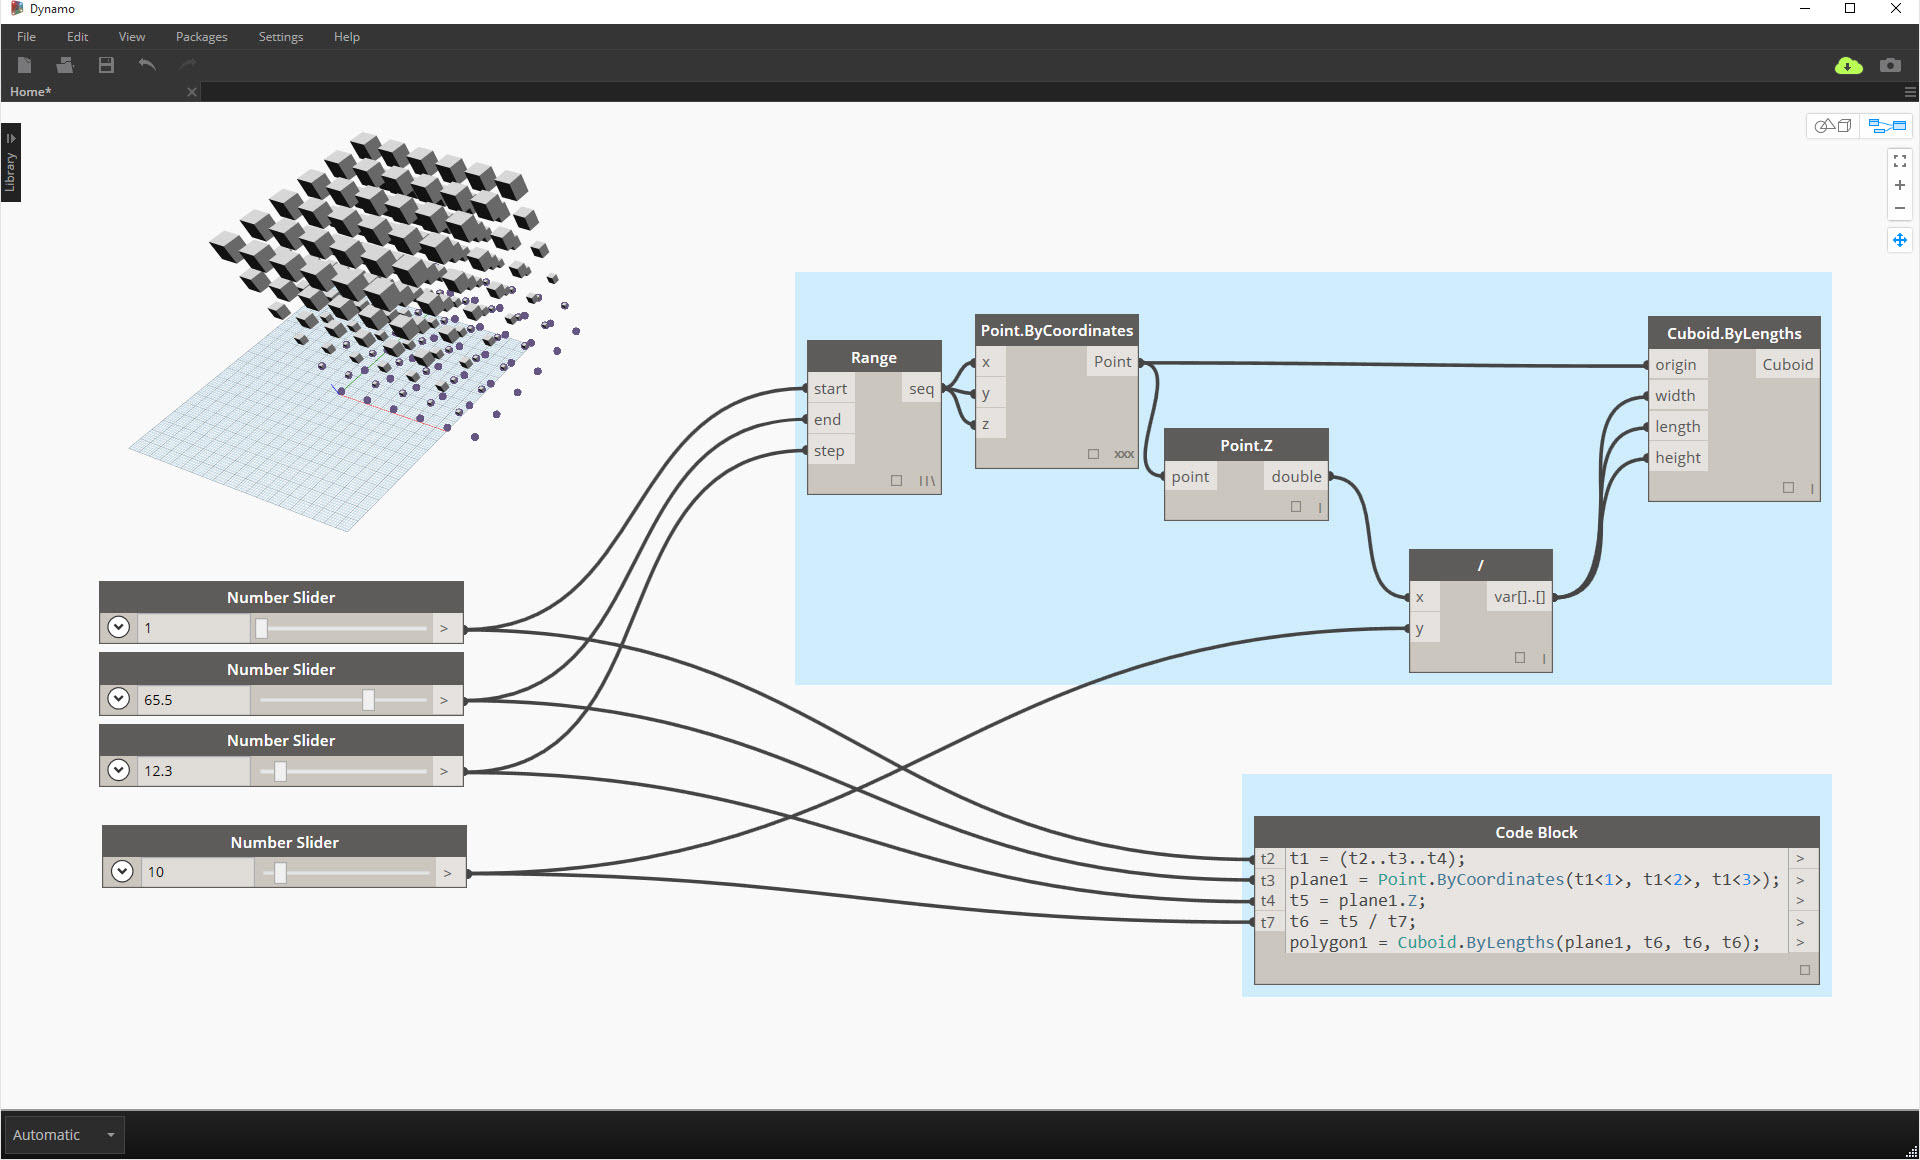 Dynamo
File Edit View Packages Settings Help
Home*
Library
Range
start seq
end
step
Point.ByCoordinates
x Point
y
z
xxx
Point.Z
point double
Cuboid.ByLengths
origin Cuboid
width
length
height
/
x var[]..[]
y
Number Slider
1 >
Number Slider
65.5 >
Number Slider
12.3 >
Number Slider
10 >
Code Block
t2 t1 = (t2..t3..t4); >
t3 plane1 = Point.ByCoordinates(t1<1>, t1<2>, t1<3>); >
t4 t5 = plane1.Z; >
t7 t6 = t5 / t7; >
polygon1 = Cuboid.ByLengths(plane1, t6, t6, t6); >
Automatic